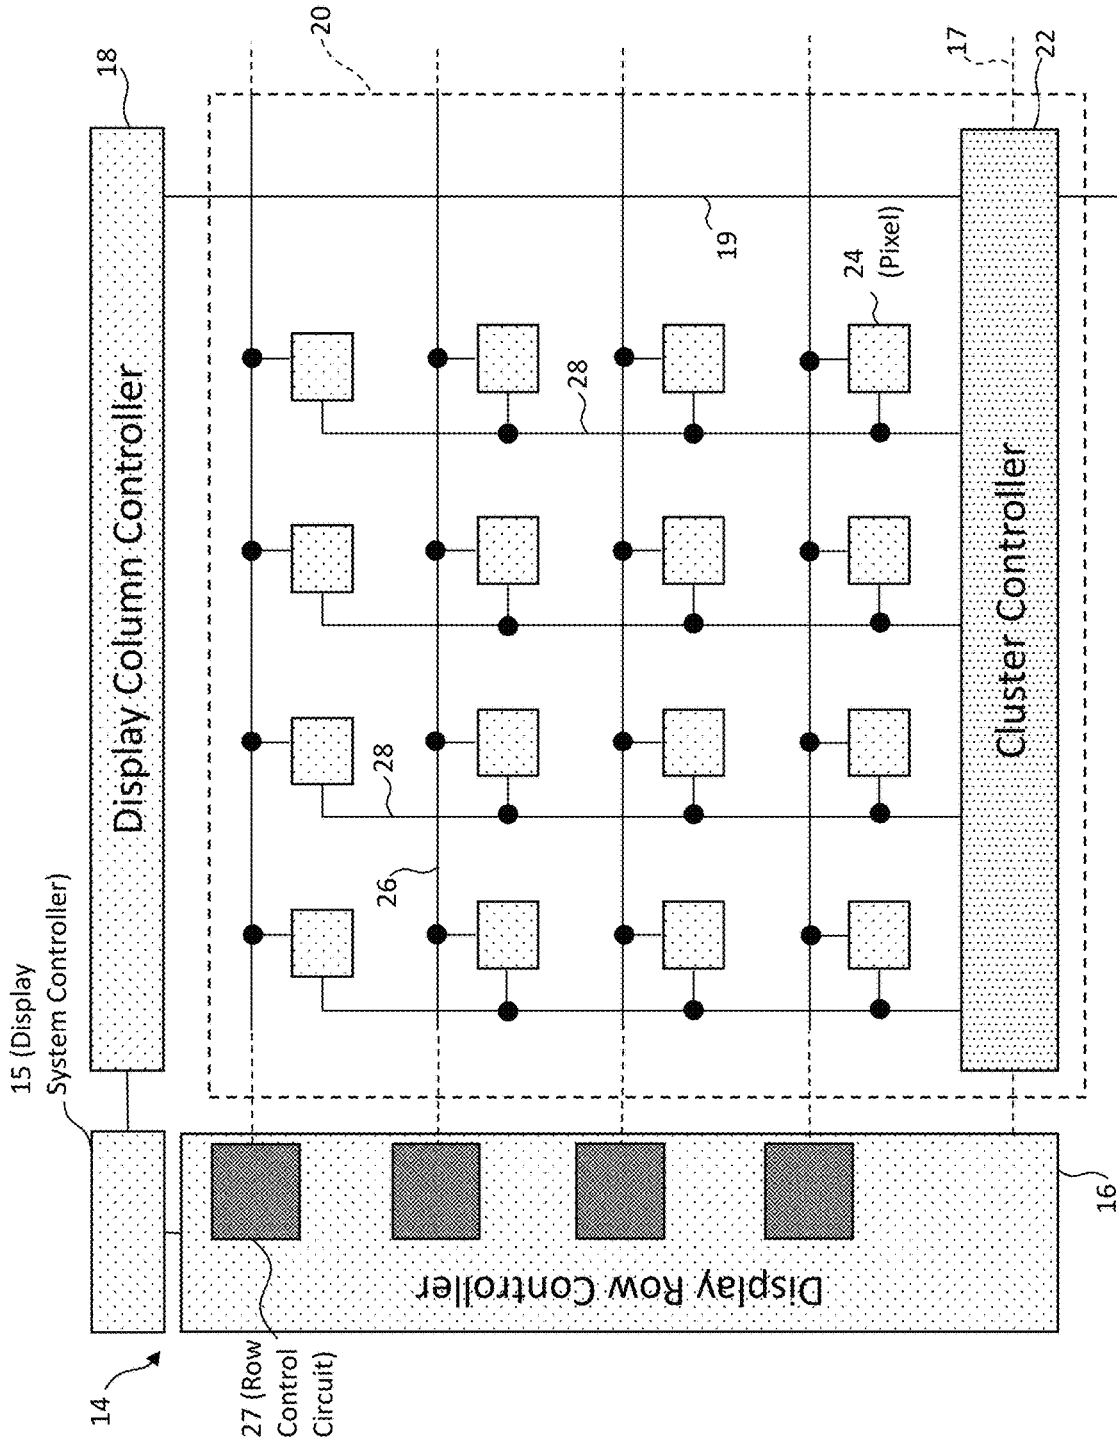 14
15 (Display
System Controller)
Display Column Controller
18
20
27 (Row
Control
Circuit)
Display Row Controller
16
26
28
28
19
24
(Pixel)
Cluster Controller
17
22